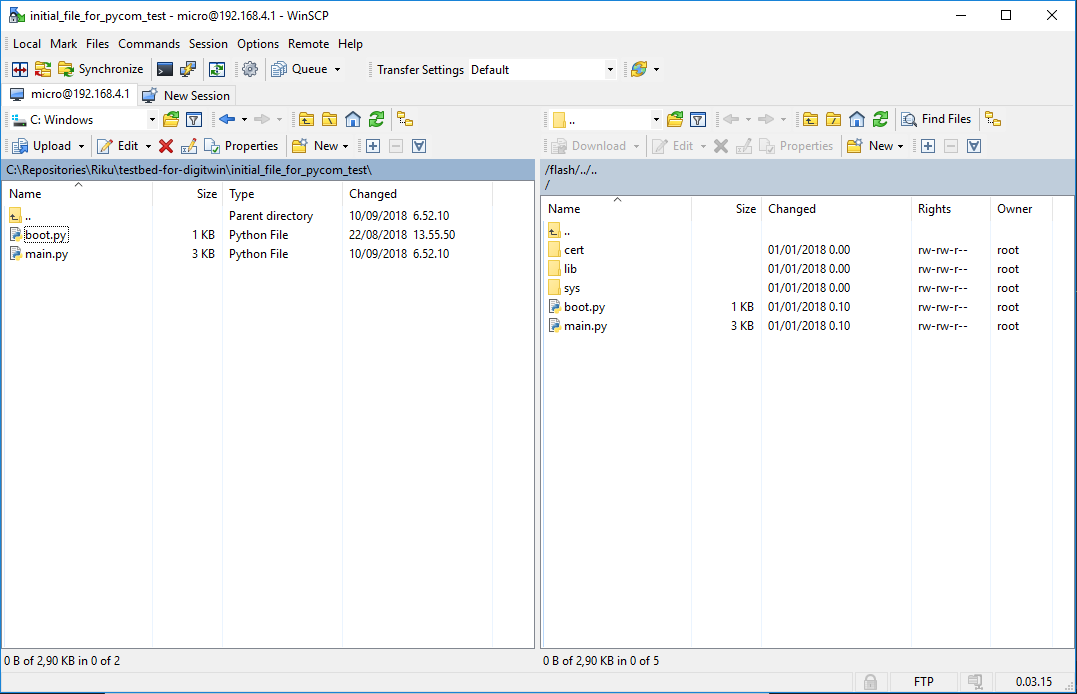 initial_file_for_pycom_test - micro@192.168.4.1 - WinSCP
Local Mark Files Commands Session Options Remote Help
Synchronize Queue Transfer Settings Default
micro@192.168.4.1 New Session
C: Windows .. Find Files
Upload Edit Properties New Download Edit Properties New
C:\Repositories\Riku\testbed-for-digitwin\initial_file_for_pycom_test\
Name Size Type Changed
.. Parent directory 10/09/2018 6.52.10
boot.py 1 KB Python File 22/08/2018 13.55.50
main.py 3 KB Python File 10/09/2018 6.52.10
0 B of 2,90 KB in 0 of 2
/flash/../..
/
Name Size Changed Rights Owner
..
cert 01/01/2018 0.00 rw-rw-r-- root
lib 01/01/2018 0.00 rw-rw-r-- root
sys 01/01/2018 0.00 rw-rw-r-- root
boot.py 1 KB 01/01/2018 0.10 rw-rw-r-- root
main.py 3 KB 01/01/2018 0.10 rw-rw-r-- root
0 B of 2,90 KB in 0 of 5
FTP 0.03.15